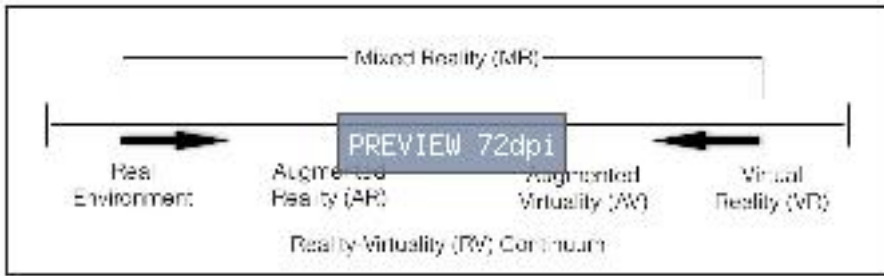 Mixed Reality (MR)
PREVIEW 72dpi
Real
Environment
Augmented
Reality (AR)
Augmented
Virtuality (AV)
Virtual
Reality (VR)
Reality-Virtuality (RV) Continuum